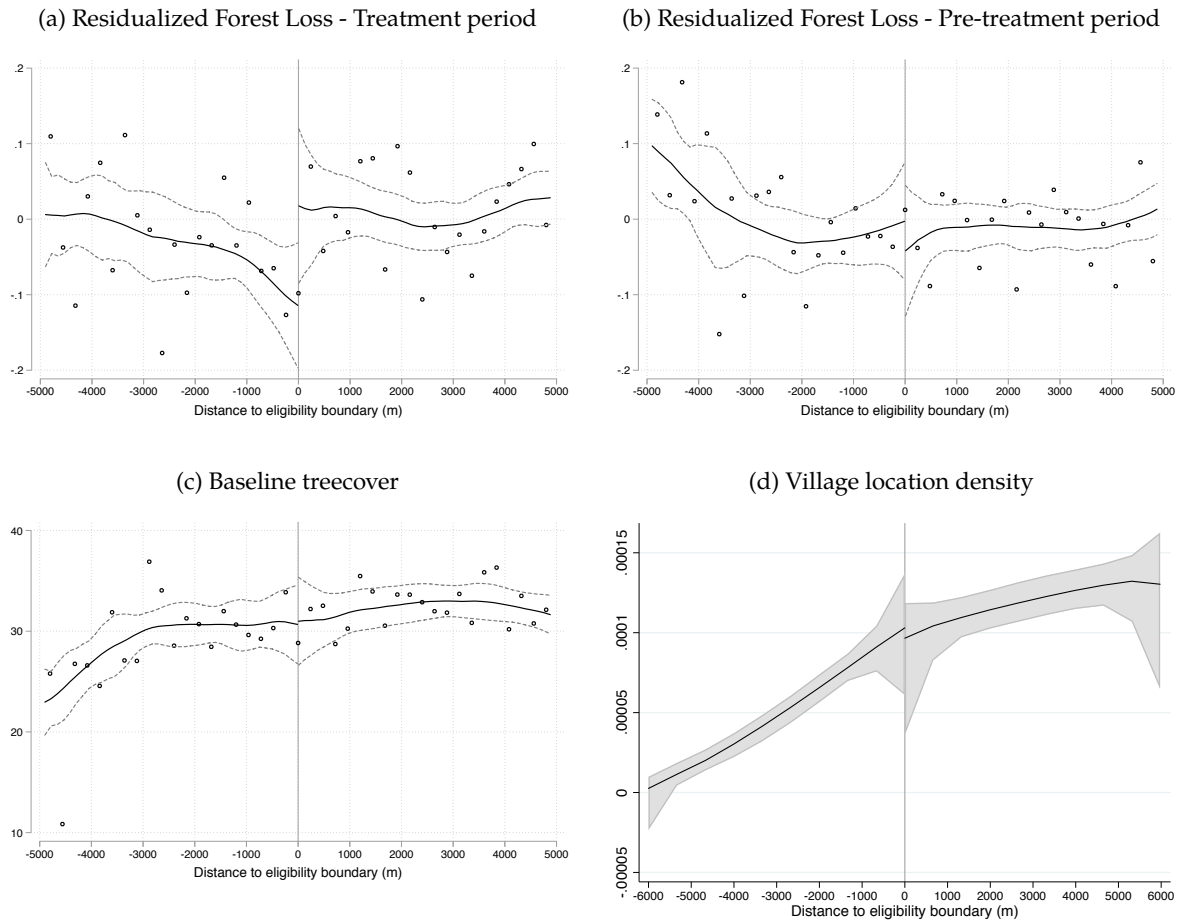 (a) Residualized Forest Loss - Treatment period
.2
.1
0
-.1
-.2
-5000 -4000 -3000 -2000 -1000 0 1000 2000 3000 4000 5000
Distance to eligibility boundary (m)
(b) Residualized Forest Loss - Pre-treatment period
.2
.1
0
-.1
-.2
-5000 -4000 -3000 -2000 -1000 0 1000 2000 3000 4000 5000
Distance to eligibility boundary (m)
(c) Baseline treecover
40
30
20
10
-5000 -4000 -3000 -2000 -1000 0 1000 2000 3000 4000 5000
Distance to eligibility boundary (m)
(d) Village location density
.00015
.0001
.00005
0
-.00005
-6000 -5000 -4000 -3000 -2000 -1000 0 1000 2000 3000 4000 5000 6000
Distance to eligibility boundary (m)